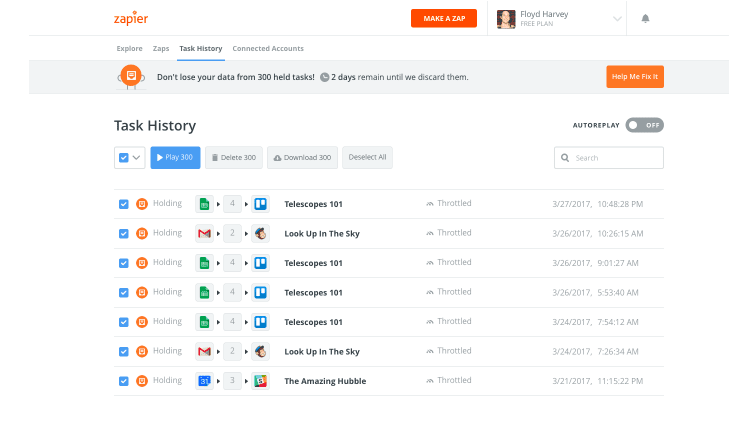 zapier
MAKE A ZAP
Floyd Harvey
FREE PLAN
Explore Zaps Task History Connected Accounts
Don't lose your data from 300 held tasks! 2 days remain until we discard them.
Help Me Fix It
Task History
AUTOREPLAY OFF
Play 300 Delete 300 Download 300 Deselect All Search
Holding 4 Telescopes 101 Throttled 3/27/2017, 10:48:28 PM
Holding 2 Look Up In The Sky Throttled 3/26/2017, 10:26:15 AM
Holding 4 Telescopes 101 Throttled 3/26/2017, 9:01:27 AM
Holding 4 Telescopes 101 Throttled 3/26/2017, 5:53:40 AM
Holding 4 Telescopes 101 Throttled 3/24/2017, 7:54:12 AM
Holding 2 Look Up In The Sky Throttled 3/24/2017, 7:26:34 AM
Holding 31 3 The Amazing Hubble Throttled 3/21/2017, 11:15:22 PM